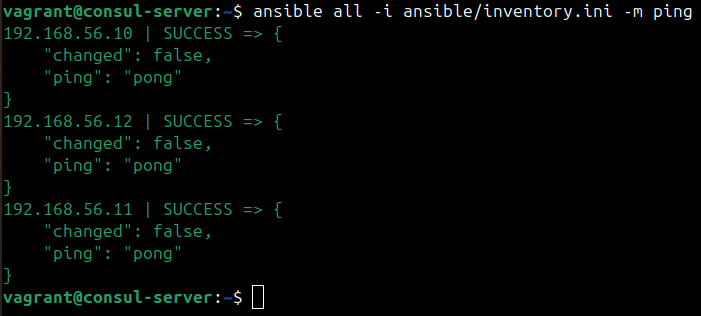 vagrant@consul-server:~$ ansible all -i ansible/inventory.ini -m ping
192.168.56.10 | SUCCESS => {
    "changed": false,
    "ping": "pong"
}
192.168.56.12 | SUCCESS => {
    "changed": false,
    "ping": "pong"
}
192.168.56.11 | SUCCESS => {
    "changed": false,
    "ping": "pong"
}
vagrant@consul-server:~$